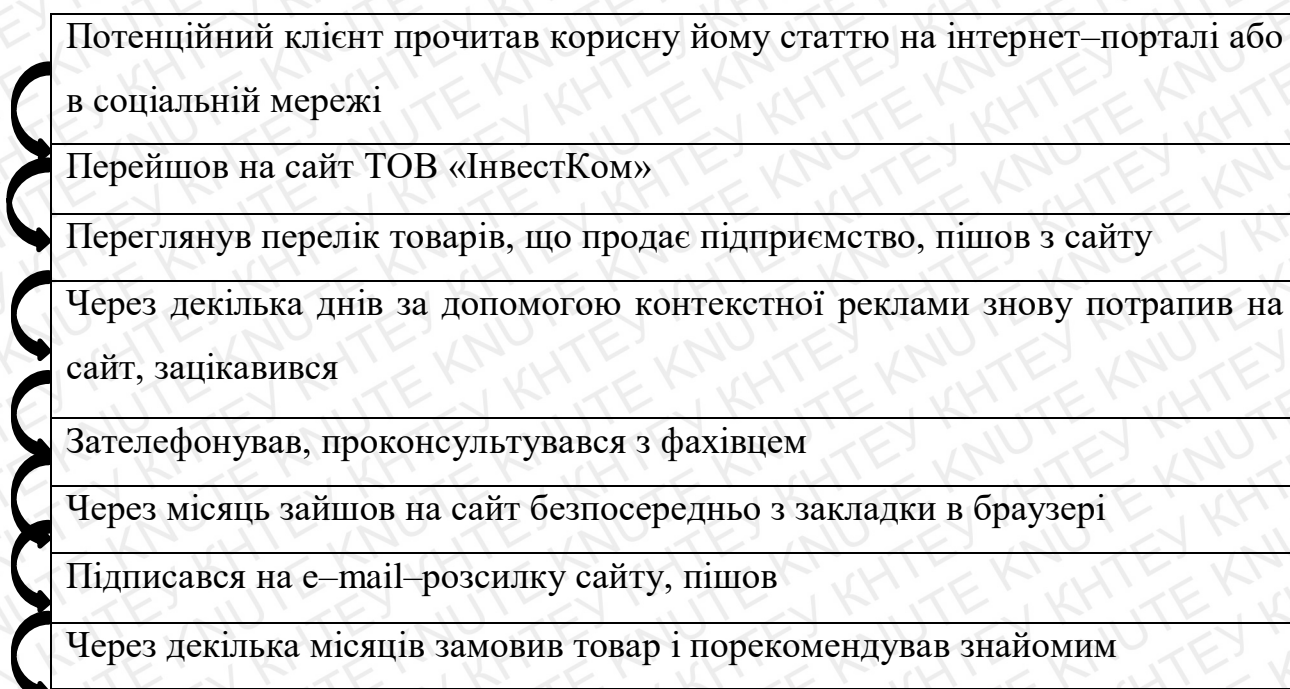 Потенційний клієнт прочитав корисну йому статтю на інтернет–порталі або
в соціальній мережі
Перейшов на сайт ТОВ «ІнвестКом»
Переглянув перелік товарів, що продає підприємство, пішов з сайту
Через декілька днів за допомогою контекстної реклами знову потрапив на
сайт, зацікавився
Зателефонував, проконсультувався з фахівцем
Через місяць зайшов на сайт безпосередньо з закладки в браузері
Підписався на e–mail–розсилку сайту, пішов
Через декілька місяців замовив товар і порекомендував знайомим